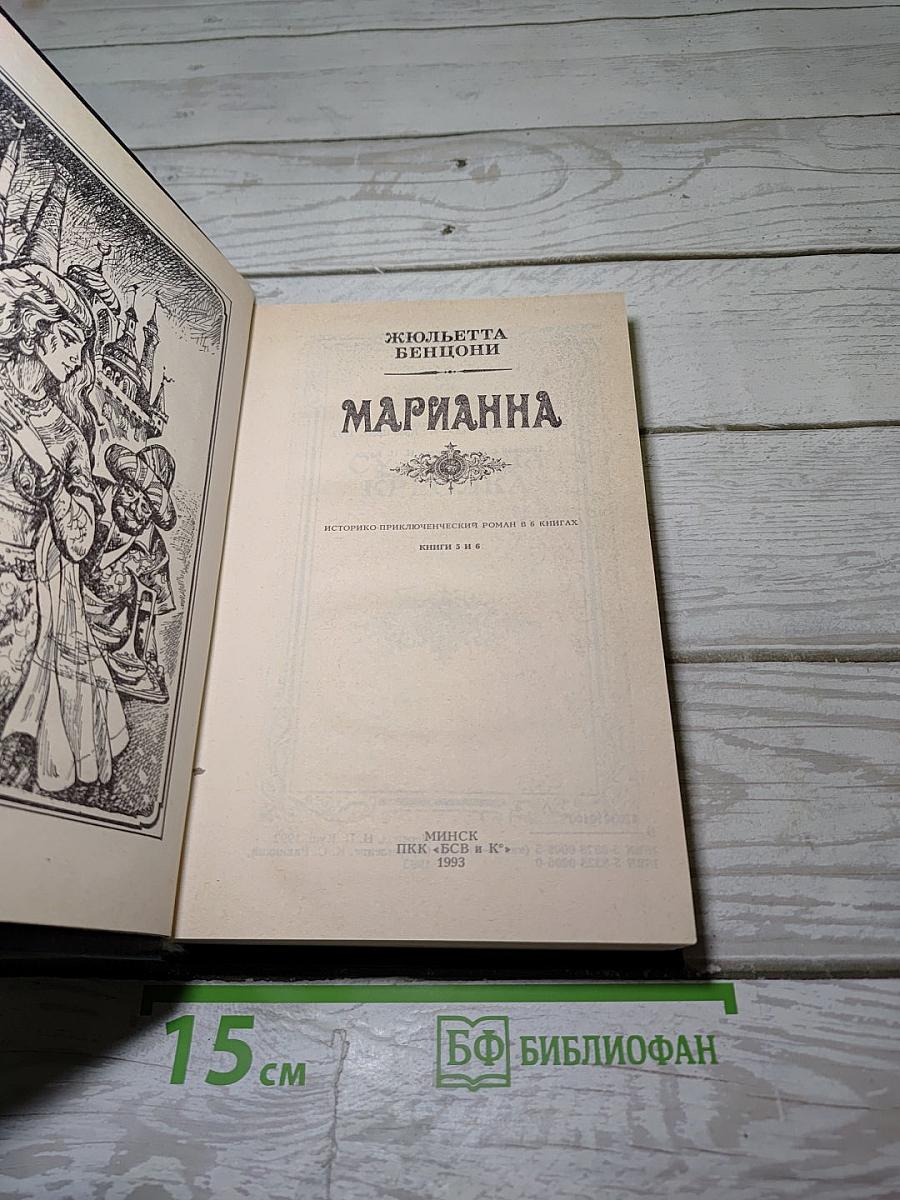 ЖЮЛЬЕТТА
БЕНЦОНИ
МАРИАННА
ИСТОРИКО-ПРИКЛЮЧЕНЧЕСКИЙ РОМАН В 6 КНИГАХ
КНИГИ 5 И 6
МИНСК
ПКК «БСВ и К°»
1993
15 см
БФ БИБЛИОФАН